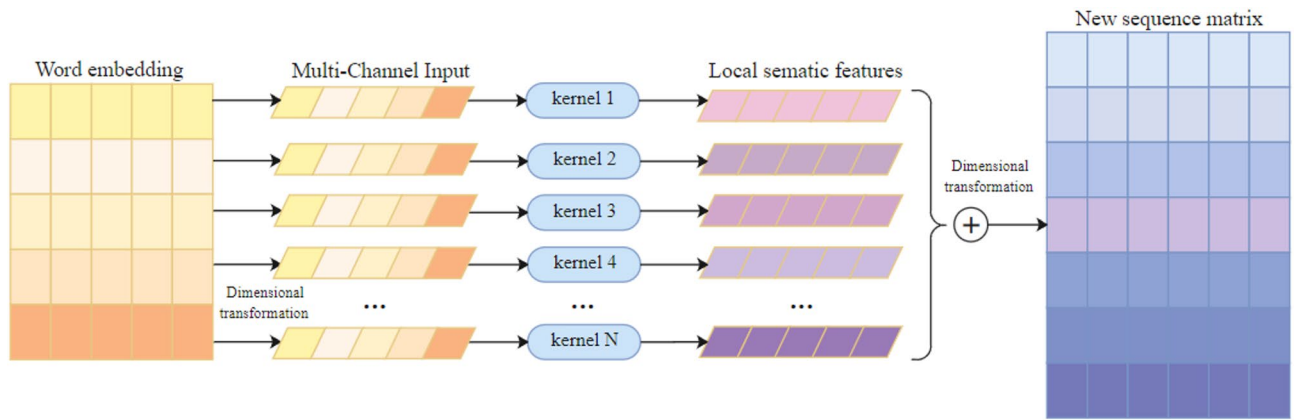 New sequence matrix
Word embedding
Multi-Channel Input
Local sematic features
kernel 1
kernel 2
kernel 3
kernel 4
...
...
...
kernel N
Dimensional
transformation
Dimensional
transformation
+